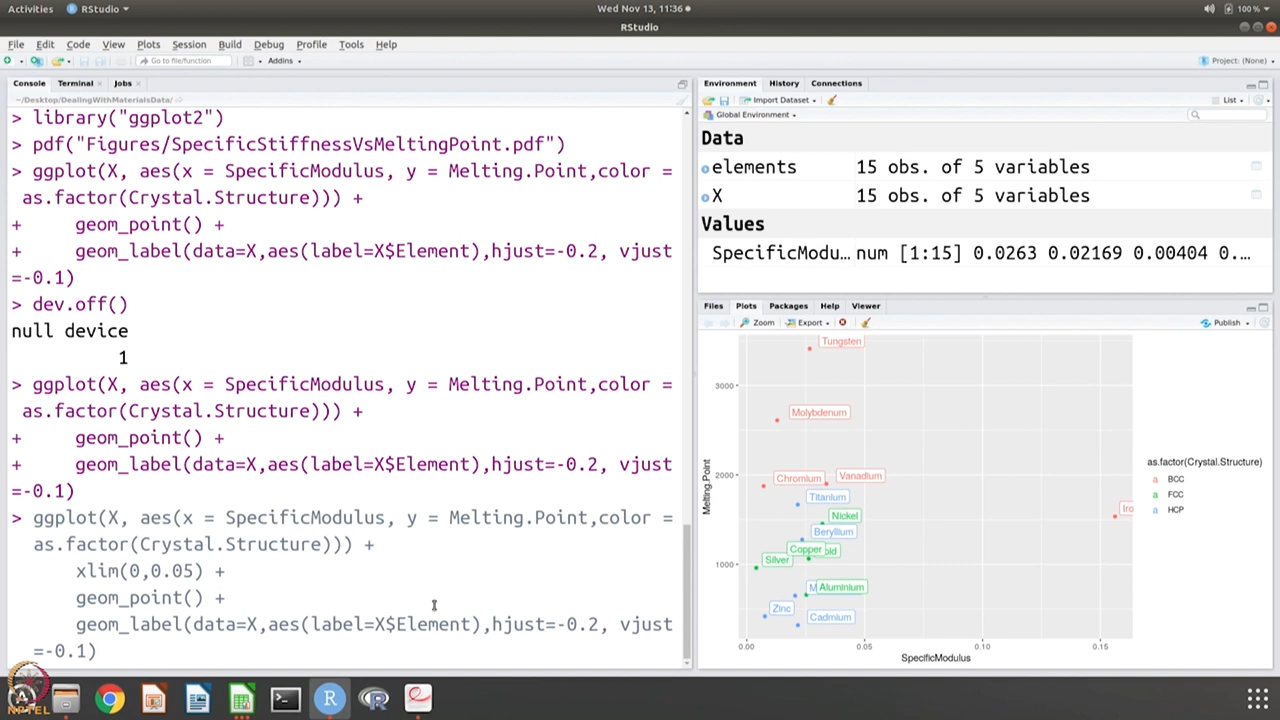 Activities RStudio Wed Nov 13, 11:36 100 %
RStudio
File Edit Code View Plots Session Build Debug Profile Tools Help
Go to file/function Addins Project: (None)
Console Terminal Jobs
~/Desktop/DealingWithMaterialsData/
> library("ggplot2")
> pdf("Figures/SpecificStiffnessVsMeltingPoint.pdf")
> ggplot(X, aes(x = SpecificModulus, y = Melting.Point,color =
as.factor(Crystal.Structure))) +
+ geom_point() +
+ geom_label(data=X,aes(label=X$Element),hjust=-0.2, vjust
=-0.1)
> dev.off()
null device
1
> ggplot(X, aes(x = SpecificModulus, y = Melting.Point,color =
as.factor(Crystal.Structure))) +
+ geom_point() +
+ geom_label(data=X,aes(label=X$Element),hjust=-0.2, vjust
=-0.1)
> ggplot(X, aes(x = SpecificModulus, y = Melting.Point,color =
as.factor(Crystal.Structure))) +
xlim(0,0.05) +
geom_point() +
geom_label(data=X,aes(label=X$Element),hjust=-0.2, vjust
=-0.1)
Environment History Connections
Import Dataset List
Global Environment
Data
elements 15 obs. of 5 variables
X 15 obs. of 5 variables
Values
SpecificModu… num [1:15] 0.0263 0.02169 0.00404 0.…
Files Plots Packages Help Viewer
Zoom Export Publish
Tungsten
3000
Molybdenum
2000
Chromium Vanadium
Titanium
Nickel
Beryllium
Copper old
Silver
1000
M Aluminium
Zinc
Cadmium
Iro
Melting.Point
0.00 0.05 0.10 0.15
SpecificModulus
as.factor(Crystal.Structure)
a BCC
a FCC
a HCP
NPTEL